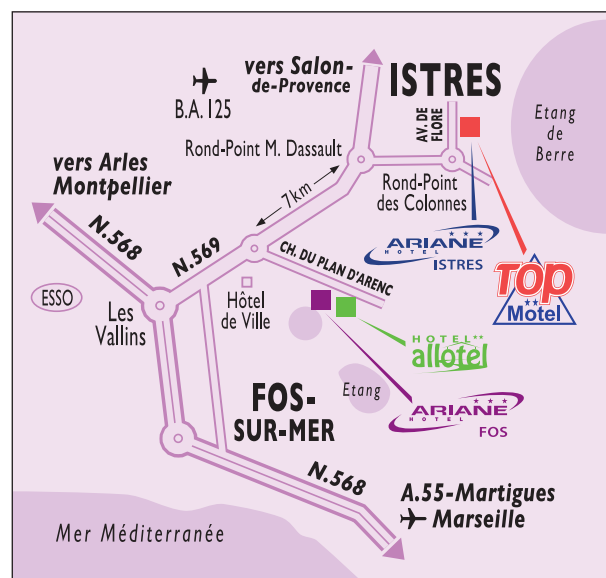 vers Salon-
de-Provence
ISTRES
B.A. 125
AV. DE
FLORE
Etang
de
Berre
Rond-Point M. Dassault
vers Arles
Montpellier
Rond-Point
des Colonnes
7km
N.568
N.569
ARIANE
HOTEL
ISTRES
CH. DU PLAN D'ARENC
TOP
Motel
ESSO
Les
Vallins
Hôtel
de Ville
HOTEL
allotel
Etang
FOS-
SUR-MER
ARIANE
HOTEL
FOS
N.568
A.55-Martigues
Marseille
Mer Méditerranée